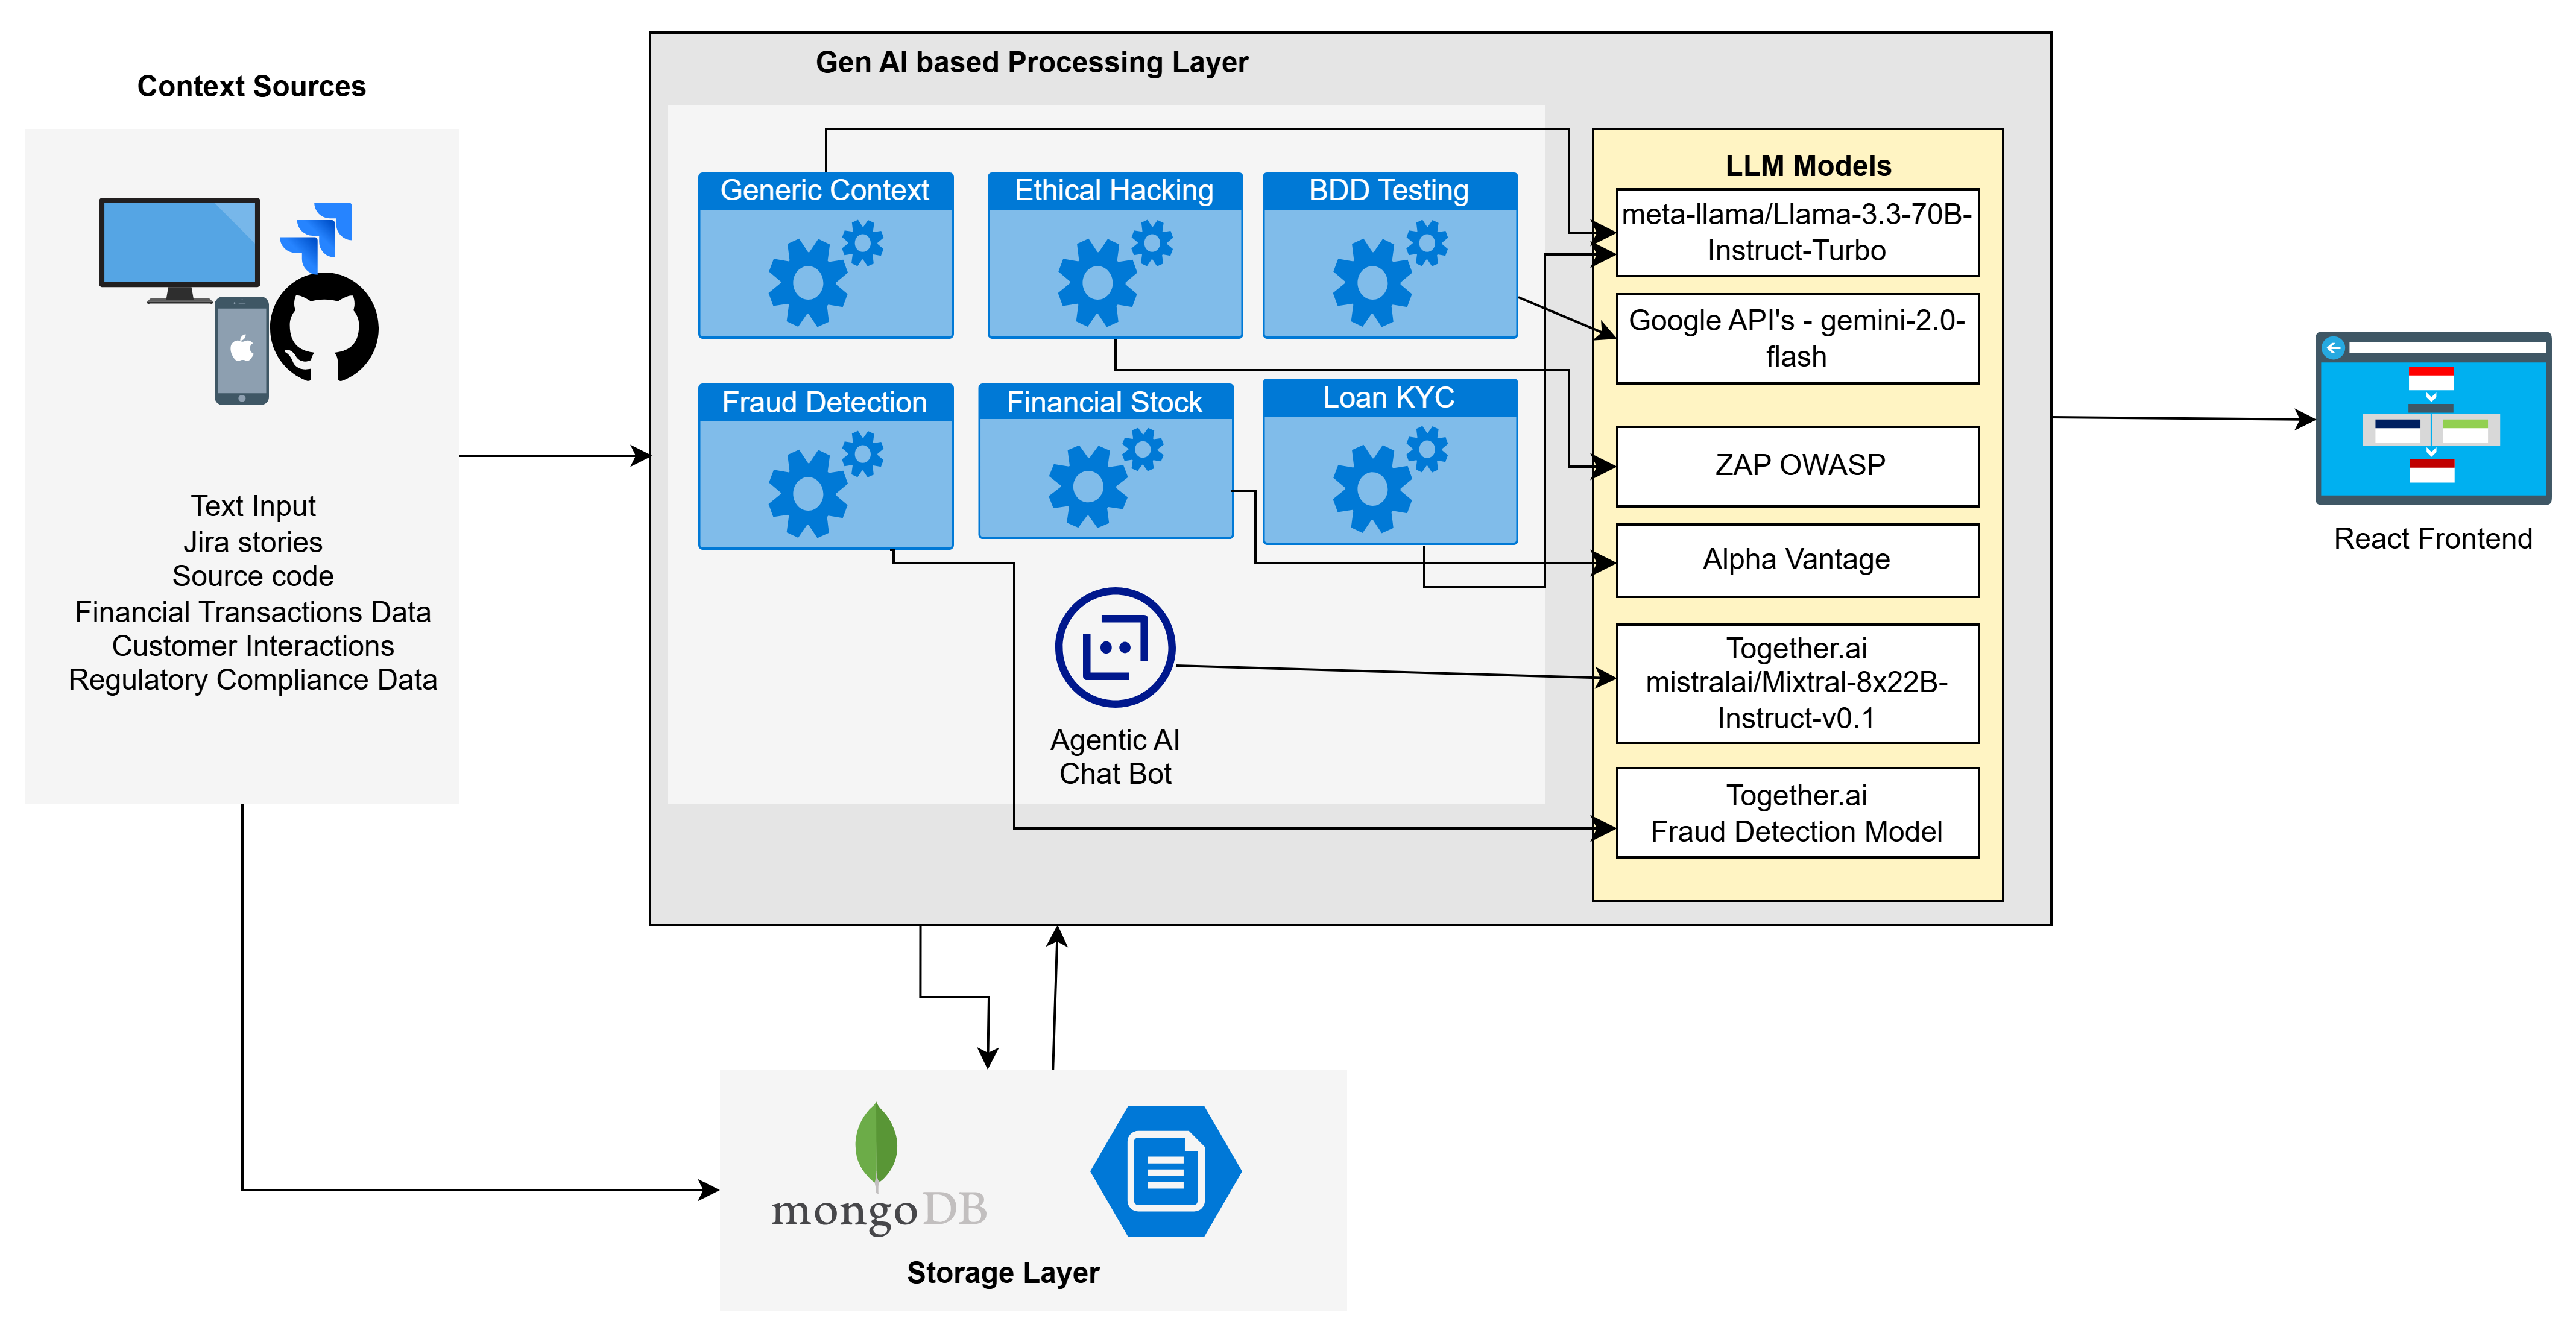 Context Sources
Text Input
Jira stories
Source code
Financial Transactions Data
Customer Interactions
Regulatory Compliance Data
Gen AI based Processing Layer
Generic Context
Ethical Hacking
BDD Testing
Fraud Detection
Financial Stock
Loan KYC
Agentic AI
Chat Bot
LLM Models
meta-llama/Llama-3.3-70B-
Instruct-Turbo
Google API's - gemini-2.0-
flash
ZAP OWASP
Alpha Vantage
Together.ai
mistralai/Mixtral-8x22B-
Instruct-v0.1
Together.ai
Fraud Detection Model
React Frontend
mongoDB
Storage Layer